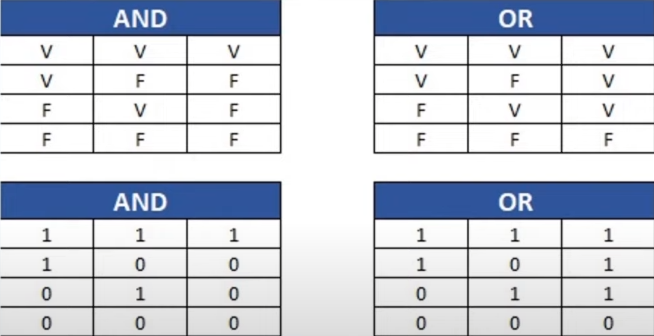 AND
V V V
V F F
F V F
F F F
OR
V V V
V F V
F V V
F F F
AND
1 1 1
1 0 0
0 1 0
0 0 0
OR
1 1 1
1 0 1
0 1 1
0 0 0